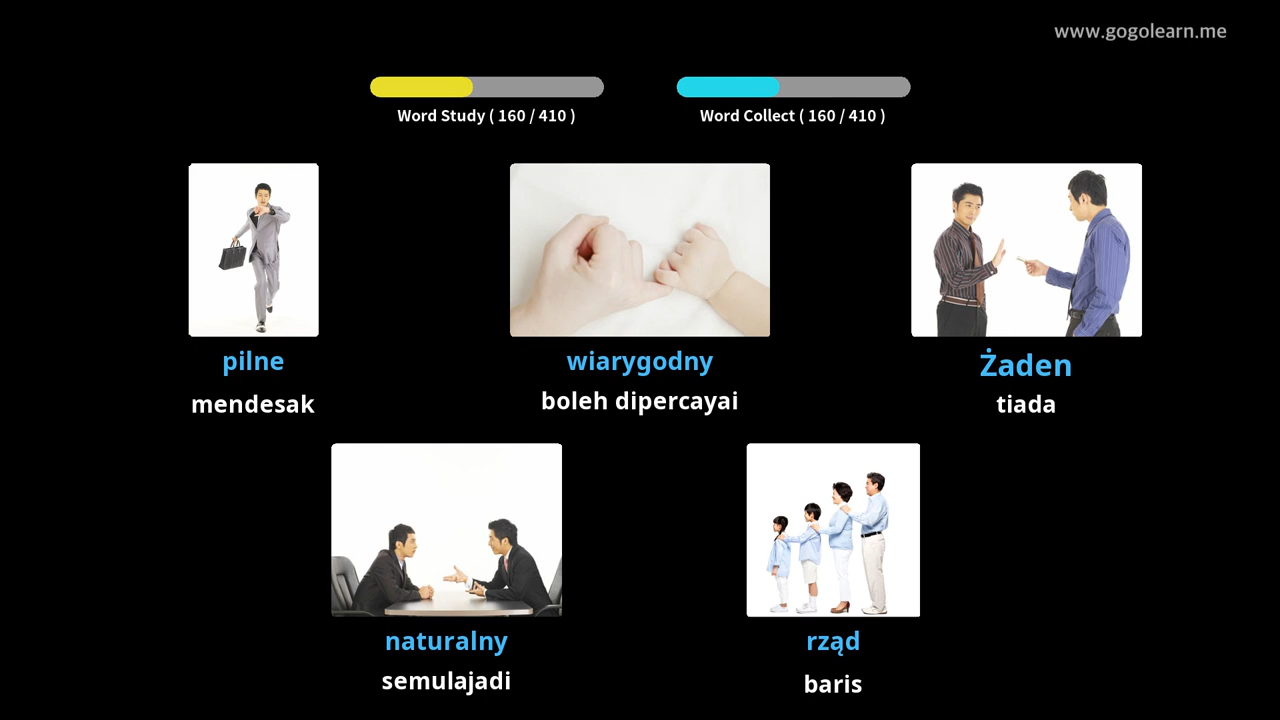 www.gogolearn.me
Word Study ( 160 / 410 )
Word Collect ( 160 / 410 )
pilne
mendesak
wiarygodny
boleh dipercayai
Żaden
tiada
naturalny
semulajadi
rząd
baris